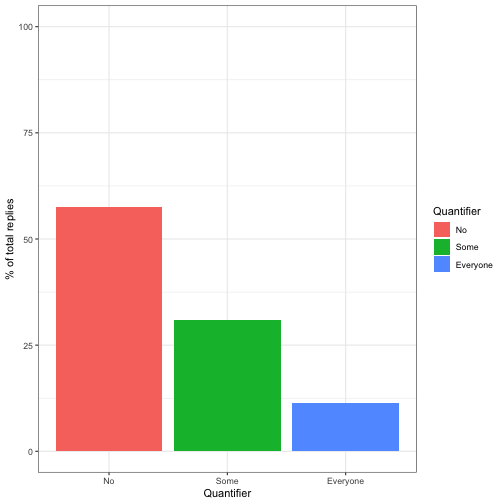 % of total replies
100
75
50
25
0
No Some Everyone
Quantifier
Quantifier
No
Some
Everyone